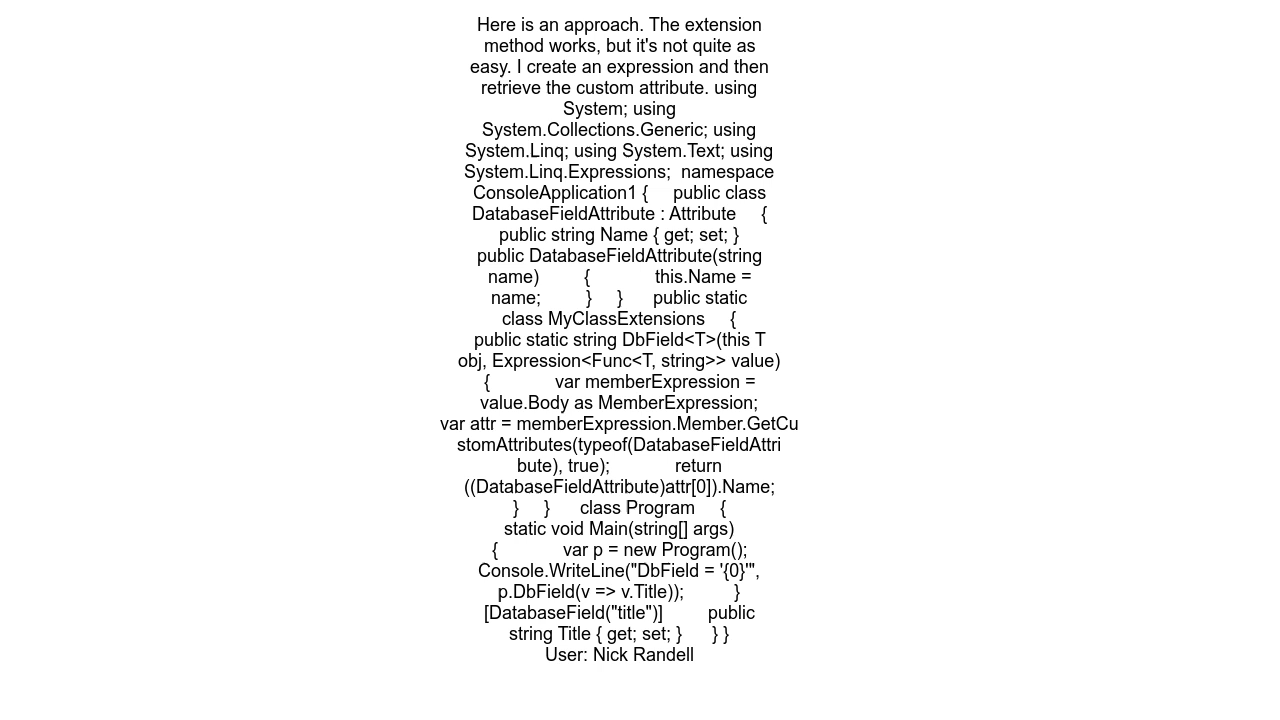 Here is an approach. The extension
method works, but it's not quite as
easy. I create an expression and then
retrieve the custom attribute. using
System; using
System.Collections.Generic; using
System.Linq; using System.Text; using
System.Linq.Expressions;  namespace
ConsoleApplication1 {     public class
DatabaseFieldAttribute : Attribute     {
public string Name { get; set; }
public DatabaseFieldAttribute(string
name)         {             this.Name =
name;         }     }      public static
class MyClassExtensions     {
public static string DbField<T>(this T
obj, Expression<Func<T, string>> value)
{             var memberExpression =
value.Body as MemberExpression;
var attr = memberExpression.Member.GetCu
stomAttributes(typeof(DatabaseFieldAttri
bute), true);             return
((DatabaseFieldAttribute)attr[0]).Name;
}     }      class Program     {
static void Main(string[] args)
{             var p = new Program();
Console.WriteLine("DbField = '{0}'",
p.DbField(v => v.Title));          }
[DatabaseField("title")]         public
string Title { get; set; }      } }
User: Nick Randell